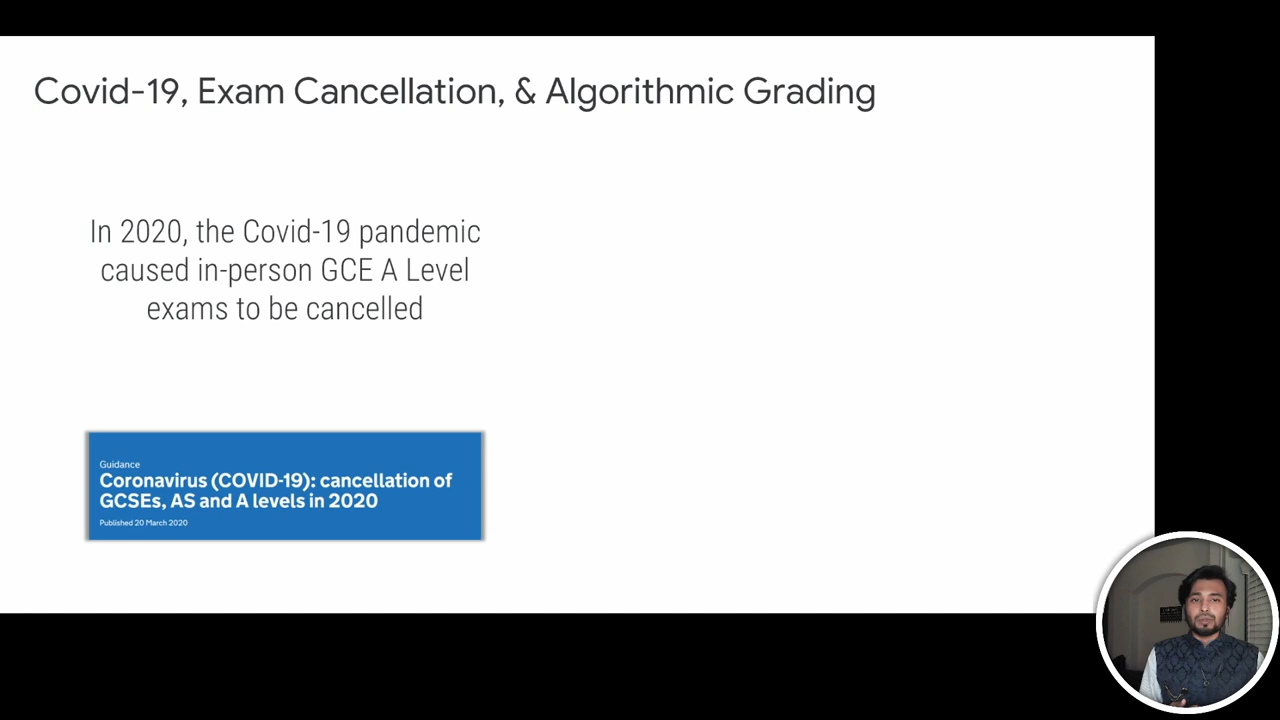 Covid-19, Exam Cancellation, & Algorithmic Grading
In 2020, the Covid-19 pandemic
caused in-person GCE A Level
exams to be cancelled
Guidance
Coronavirus (COVID-19): cancellation of
GCSEs, AS and A levels in 2020
Published 20 March 2020